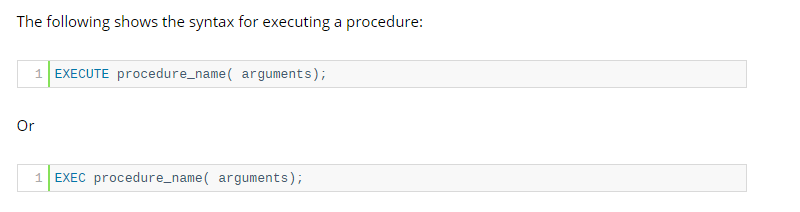 The following shows the syntax for executing a procedure:
1 EXECUTE procedure_name( arguments);
Or
1 EXEC procedure_name( arguments);